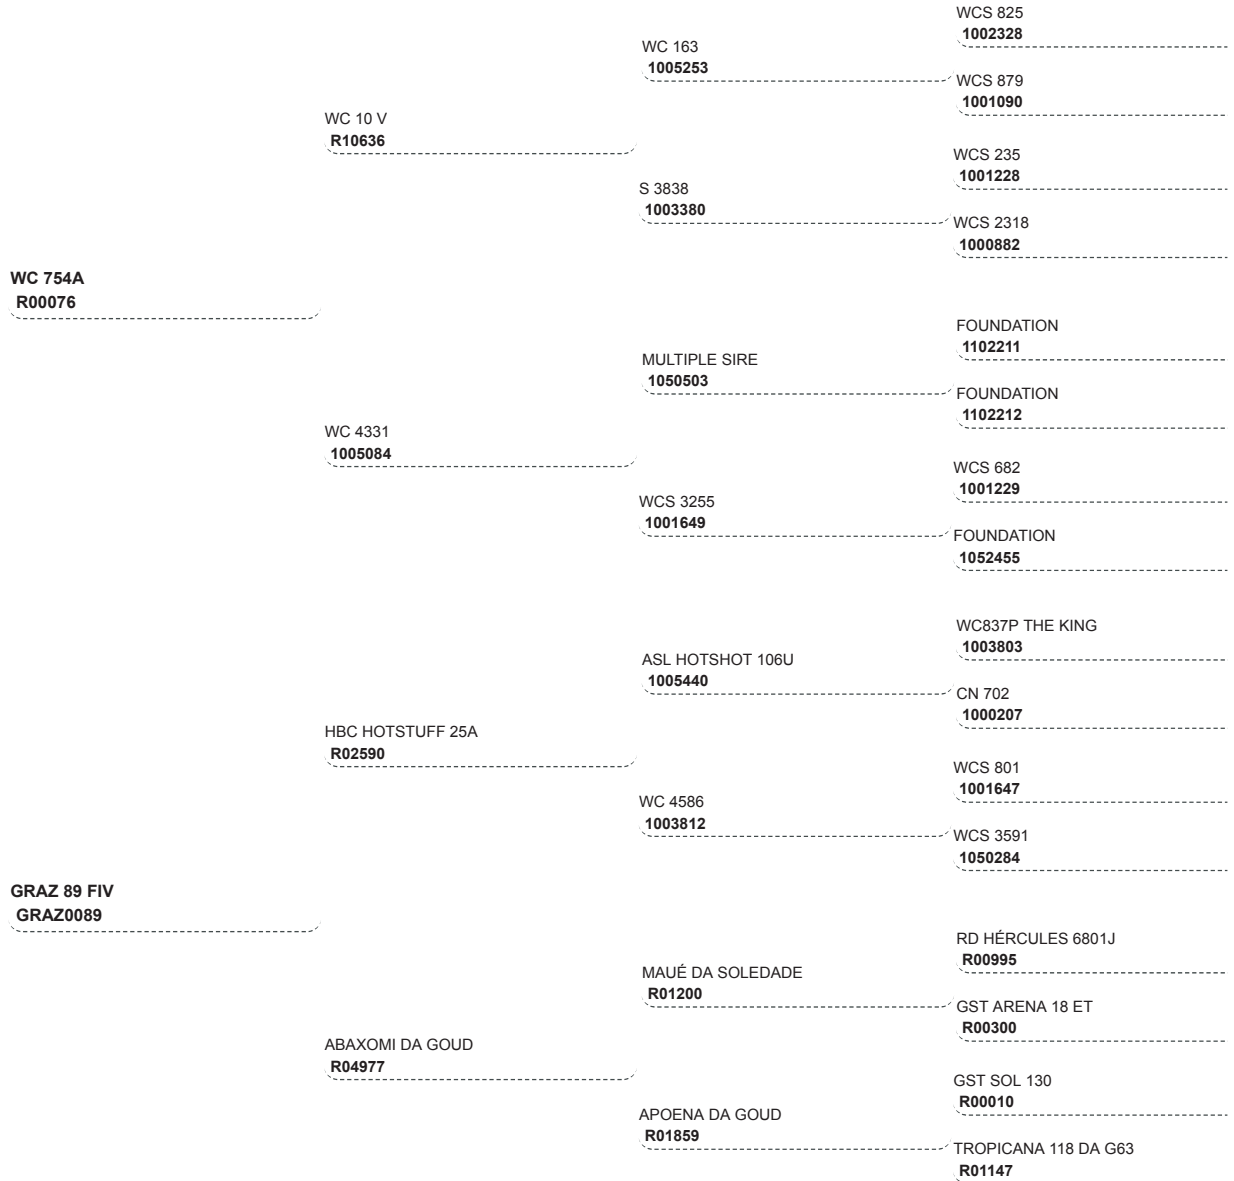 WCS 825
1002328
WC 163
1005253
WCS 879
1001090
WC 10 V
R10636
WCS 235
1001228
S 3838
1003380
WCS 2318
1000882
WC 754A
R00076
FOUNDATION
1102211
MULTIPLE SIRE
1050503
FOUNDATION
1102212
WC 4331
1005084
WCS 682
1001229
WCS 3255
1001649
FOUNDATION
1052455
WC837P THE KING
1003803
ASL HOTSHOT 106U
1005440
CN 702
1000207
HBC HOTSTUFF 25A
R02590
WCS 801
1001647
WC 4586
1003812
WCS 3591
1050284
GRAZ 89 FIV
GRAZ0089
RD HÉRCULES 6801J
R00995
MAUÉ DA SOLEDADE
R01200
GST ARENA 18 ET
R00300
ABAXOMI DA GOUD
R04977
GST SOL 130
R00010
APOENA DA GOUD
R01859
TROPICANA 118 DA G63
R01147